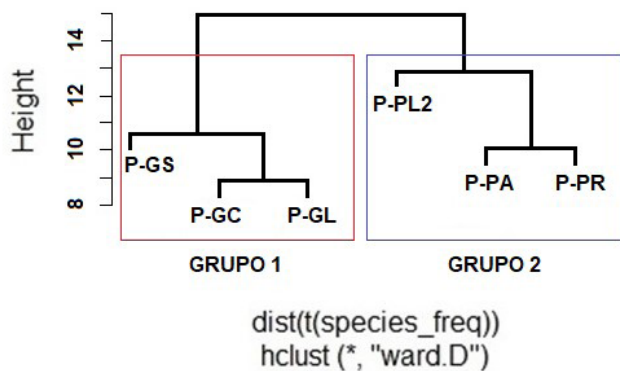 Height
14
12
10
8
P-PL2
P-GS
P-PA P-PR
P-GC P-GL
GRUPO 1 GRUPO 2
dist(t(species_freq))
hclust (*, "ward.D")